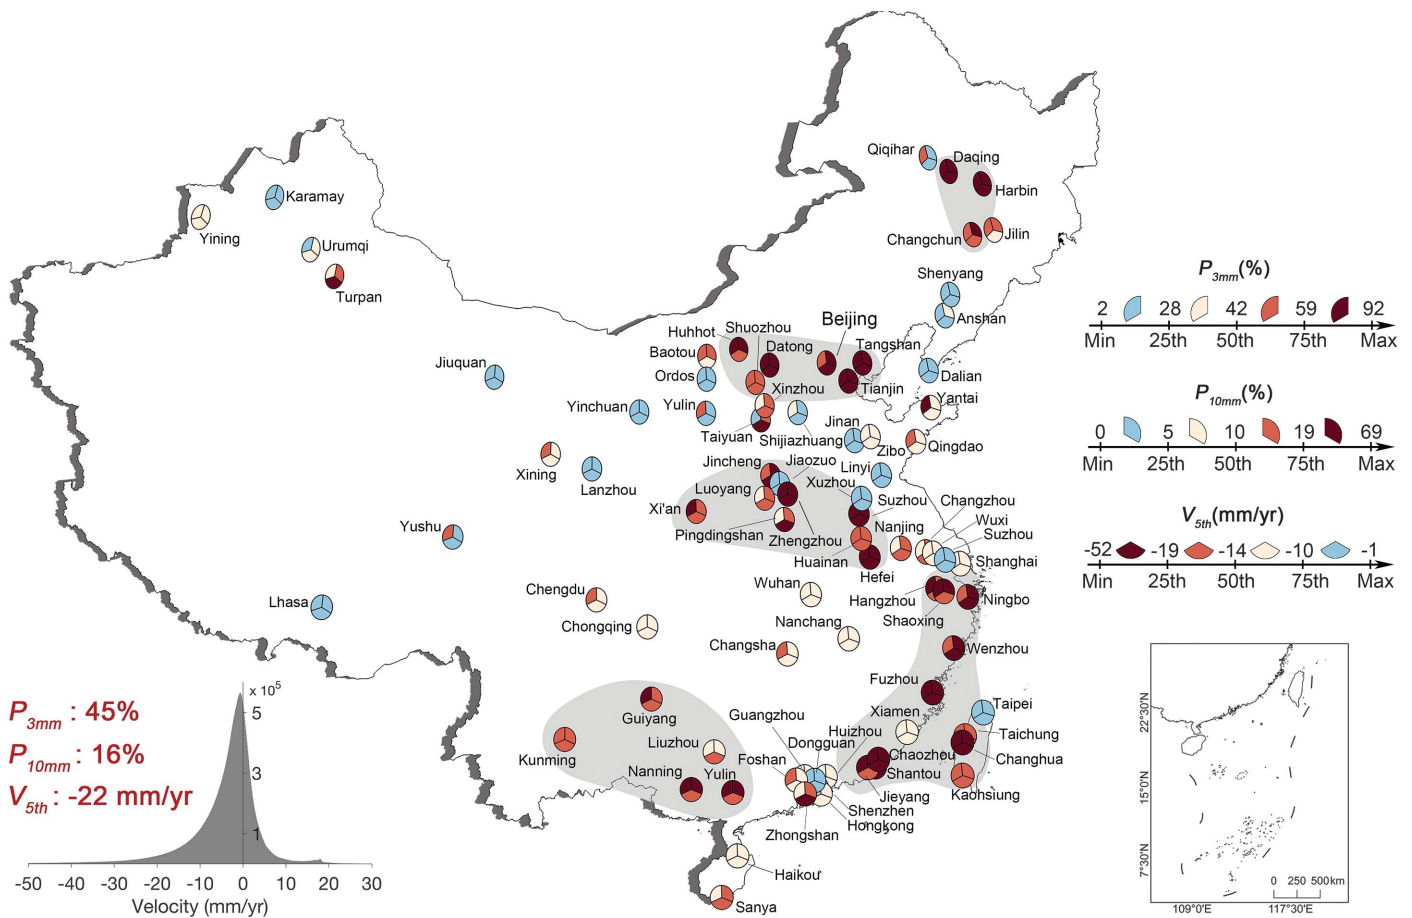 Qiqihar
Daqing
Harbin
Changchun
Jilin
Karamay
Yining
Urumqi
Turpan
Shenyang
Anshan
Huhhot
Shuozhou
Beijing
Baotou
Datong
Tangshan
Jiuquan
Ordos
Dalian
Xinzhou
Tianjin
Yinchuan
Yulin
Yantai
Taiyuan
Shijiazhuang
Jinan
Zibo
Qingdao
Xining
Lanzhou
Jincheng
Jiaozuo
Linyi
Luoyang
Xuzhou
Changzhou
Xi'an
Suzhou
Wuxi
Yushu
Pingdingshan
Zhengzhou
Nanjing
Suzhou
Huainan
Shanghai
Hefei
Chengdu
Wuhan
Hangzhou
Ningbo
Lhasa
Chongqing
Nanchang
Shaoxing
Changsha
Wenzhou
Fuzhou
Guiyang
Guangzhou
Xiamen
Taipei
Kunming
Liuzhou
Huizhou
Dongguan
Taichung
Foshan
Chaozhou
Changhua
Nanning
Yulin
Shantou
Jieyang
Kaohsiung
Shenzhen
Hongkong
Zhongshan
Haikou
Sanya
P3mm(%)
2 28 42 59 92
Min 25th 50th 75th Max
P10mm(%)
0 5 10 19 69
Min 25th 50th 75th Max
V5th(mm/yr)
-52 -19 -14 -10 -1
Min 25th 50th 75th Max
P3mm : 45%
P10mm : 16%
V5th : -22 mm/yr
x 10^5
5
3
1
-50 -40 -30 -20 -10 0 10 20 30
Velocity (mm/yr)
22°30'N
15°0'N
7°30'N
0 250 500km
109°0'E 117°30'E